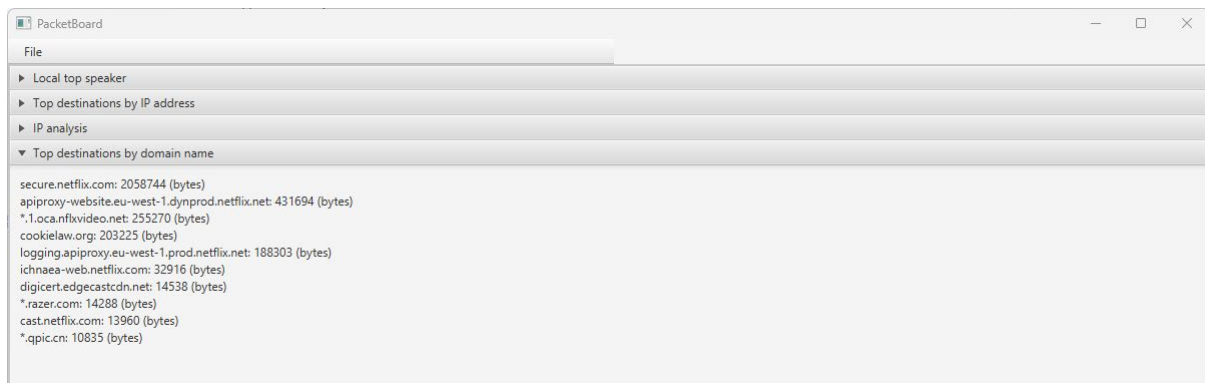 PacketBoard
File
Local top speaker
Top destinations by IP address
IP analysis
Top destinations by domain name
secure.netflix.com: 2058744 (bytes)
apiproxy-website.eu-west-1.dynprod.netflix.net: 431694 (bytes)
*.1.oca.nflxvideo.net: 255270 (bytes)
cookielaw.org: 203225 (bytes)
logging.apiproxy.eu-west-1.prod.netflix.net: 188303 (bytes)
ichnaea-web.netflix.com: 32916 (bytes)
digicert.edgecastcdn.net: 14538 (bytes)
*.razer.com: 14288 (bytes)
cast.netflix.com: 13960 (bytes)
*.qpic.cn: 10835 (bytes)